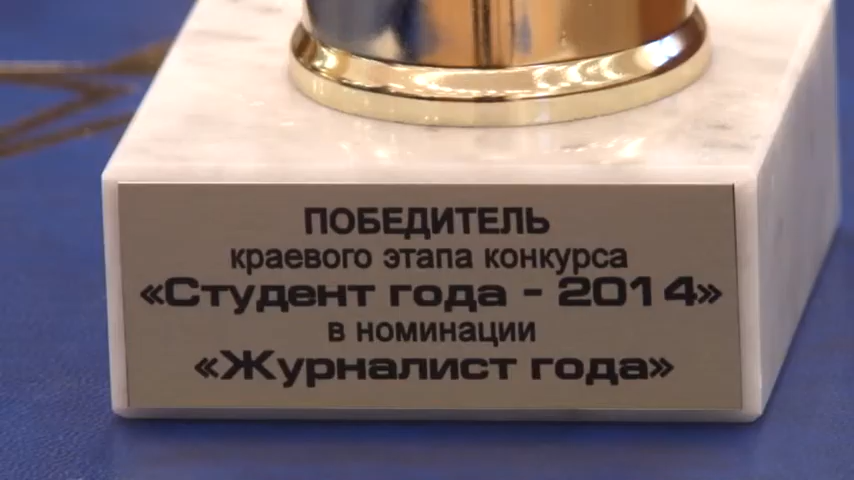 ПОБЕДИТЕЛЬ
краевого этапа конкурса
«Студент года - 2014»
в номинации
«Журналист года»